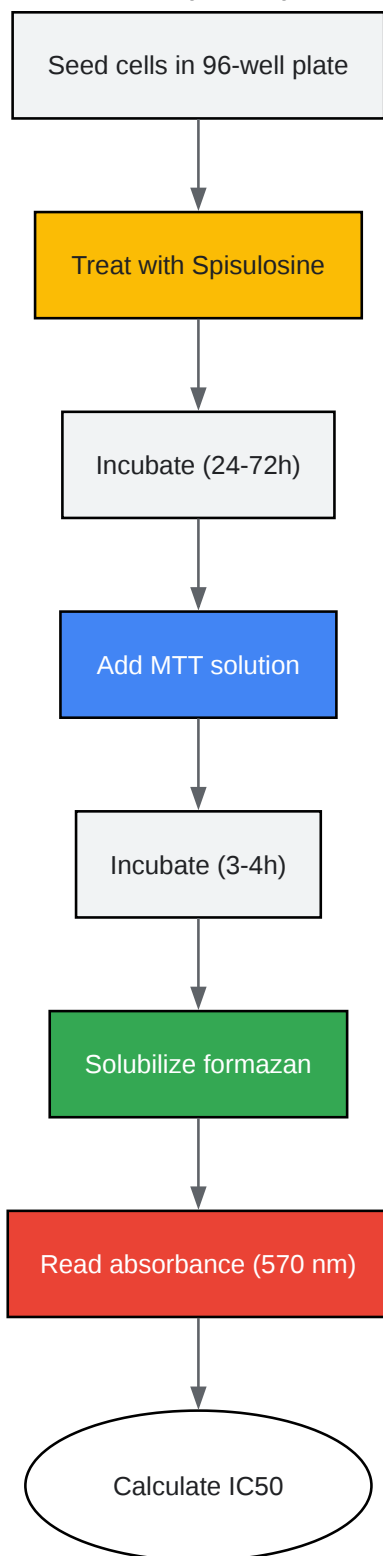 Seed cells in 96-well plate
Treat with Spisulosine
Incubate (24-72h)
Add MTT solution
Incubate (3-4h)
Solubilize formazan
Read absorbance (570 nm)
Calculate IC50